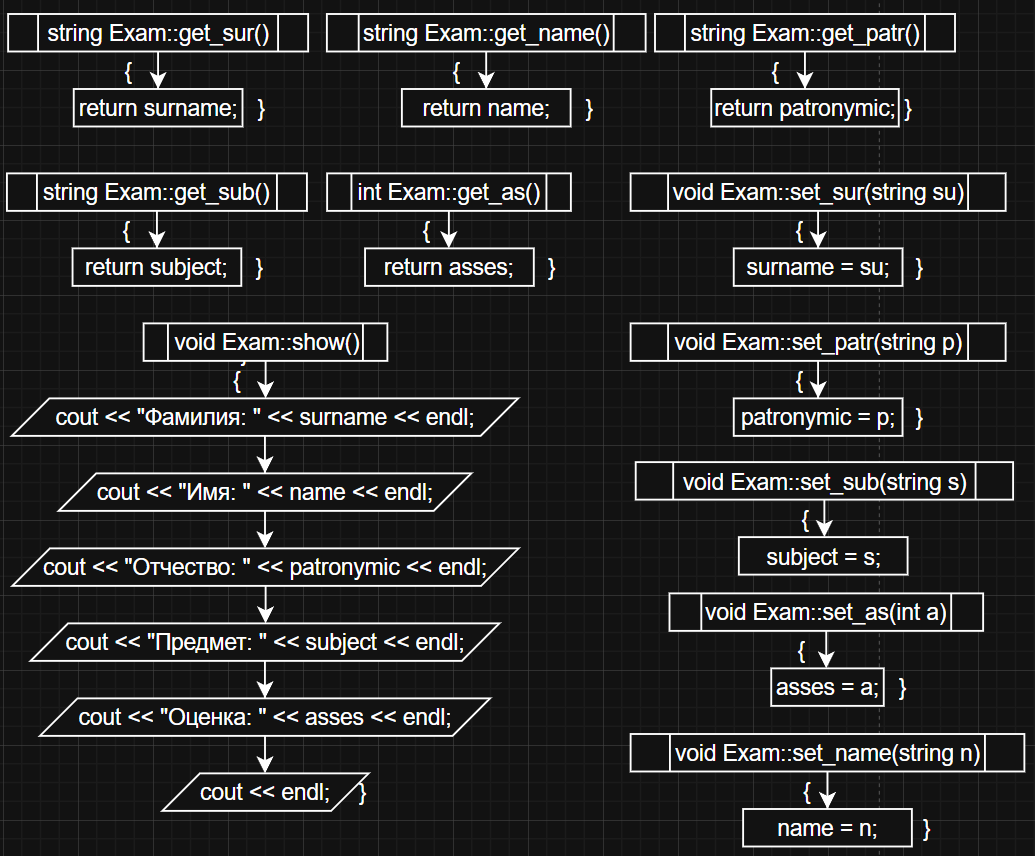 string Exam::get_sur()
{
return surname; }
string Exam::get_name()
{
return name; }
string Exam::get_patr()
{
return patronymic; }
string Exam::get_sub()
{
return subject; }
int Exam::get_as()
{
return asses; }
void Exam::set_sur(string su)
{
surname = su; }
void Exam::show()
{
cout << "Фамилия: " << surname << endl;
cout << "Имя: " << name << endl;
cout << "Отчество: " << patronymic << endl;
cout << "Предмет: " << subject << endl;
cout << "Оценка: " << asses << endl;
cout << endl; }
void Exam::set_patr(string p)
{
patronymic = p; }
void Exam::set_sub(string s)
{
subject = s;
void Exam::set_as(int a)
{
asses = a; }
void Exam::set_name(string n)
{
name = n; }